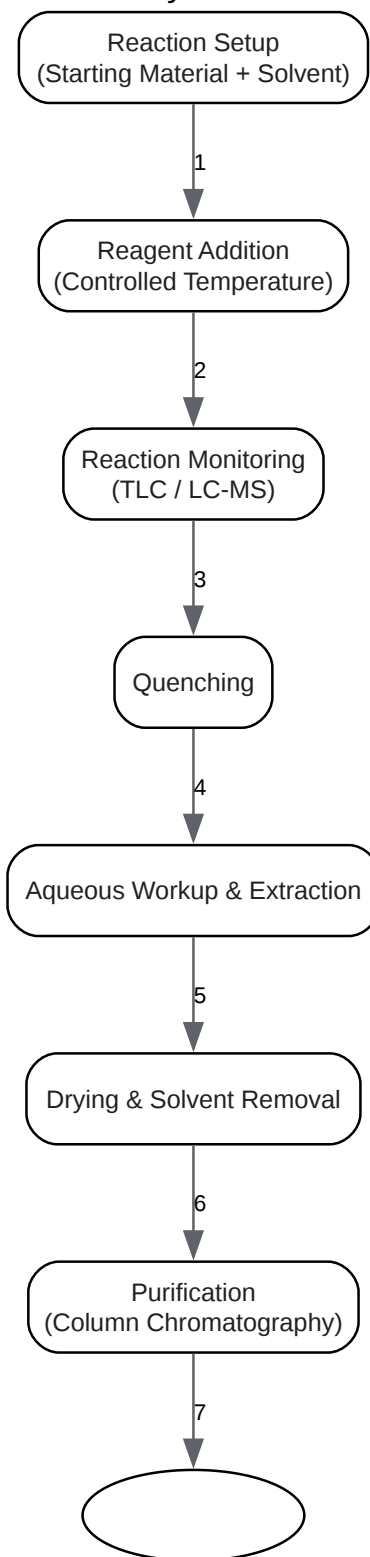 Reaction Setup
(Starting Material + Solvent)
1
Reagent Addition
(Controlled Temperature)
2
Reaction Monitoring
(TLC / LC-MS)
3
Quenching
4
Aqueous Workup & Extraction
5
Drying & Solvent Removal
6
Purification
(Column Chromatography)
7